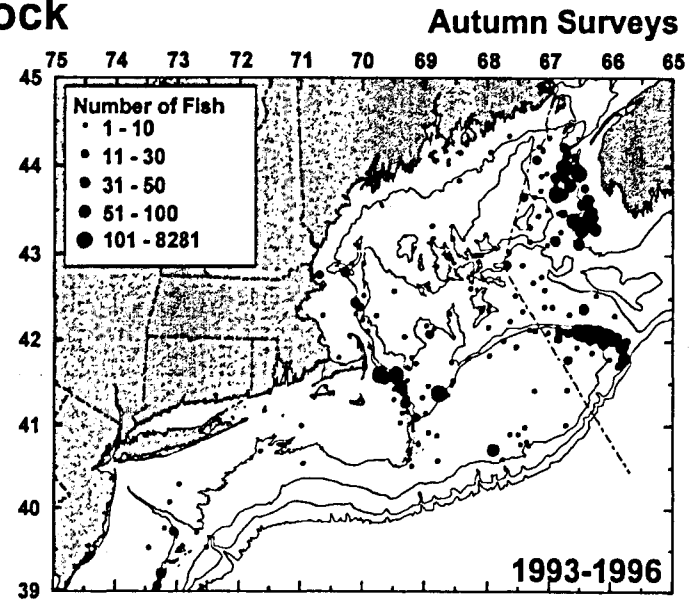 ock
Autumn Surveys
75 74 73 72 71 70 69 68 67 66 65
45
Number of Fish
1 - 10
11 - 30
31 - 50
51 - 100
101 - 8281
44
43
42
41
40
39
1993-1996